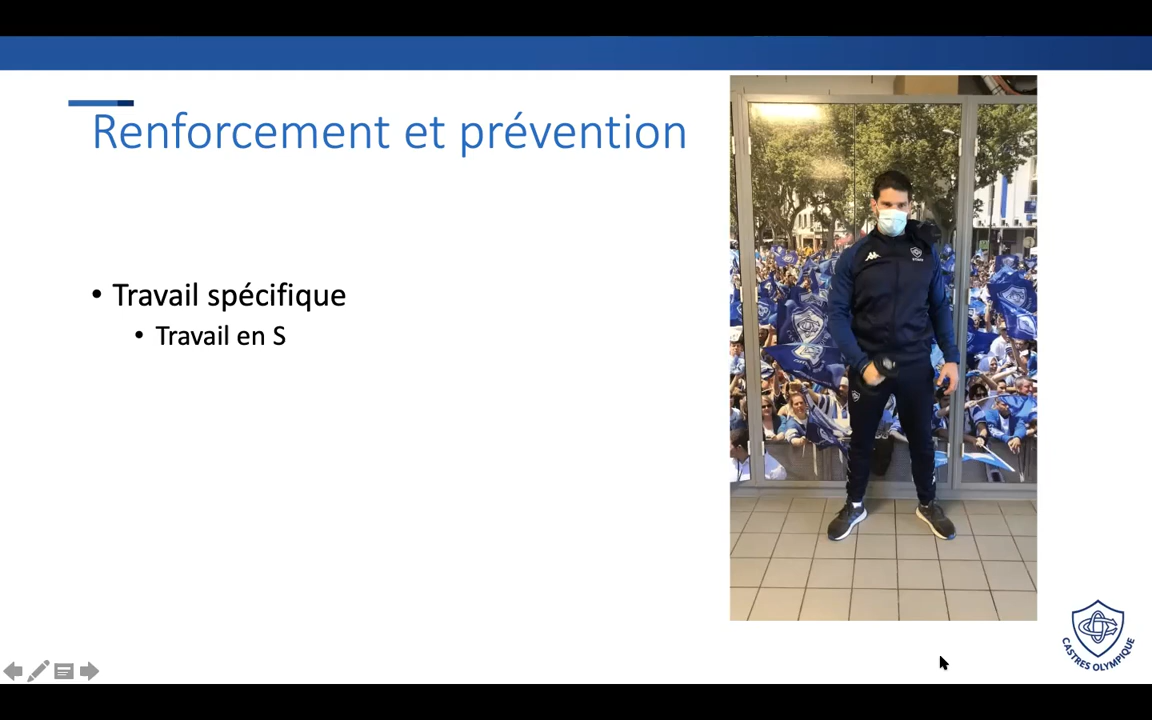 Renforcement et prévention
• Travail spécifique
• Travail en S
CASTRES OLYMPIQUE